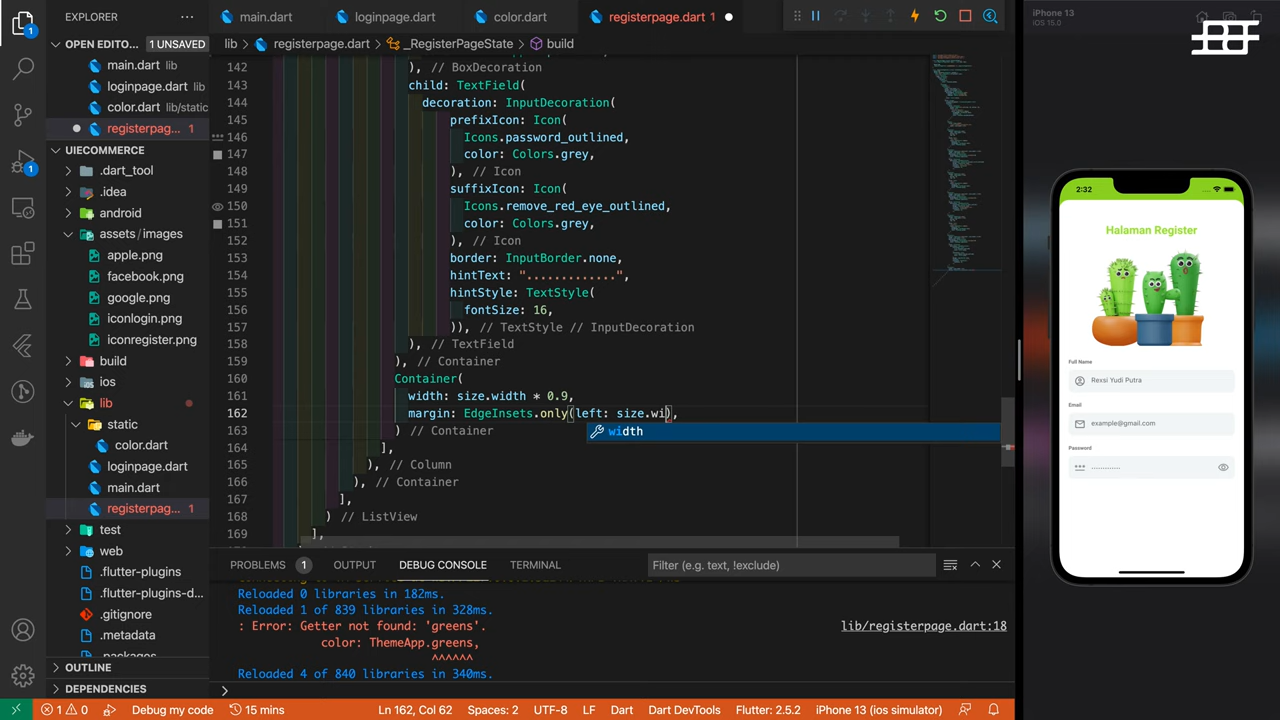 EXPLORER
main.dart
loginpage.dart
color.dart
registerpage.dart 1
iPhone 13
iOS 15.0
OPEN EDITO...
1 UNSAVED
main.dart lib
loginpage.dart lib
color.dart lib/static
registerpag... 1
UIECOMMERCE
.dart_tool
.idea
android
assets/images
apple.png
facebook.png
google.png
iconlogin.png
iconregister.png
build
ios
lib
static
color.dart
loginpage.dart
main.dart
registerpag... 1
test
web
.flutter-plugins
.flutter-plugins-d...
.gitignore
.metadata
.packages
OUTLINE
DEPENDENCIES
lib > registerpage.dart > _RegisterPageState > build
142 ), // BoxDecoration
143 child: TextField(
144 decoration: InputDecoration(
145 prefixIcon: Icon(
146 Icons.password_outlined,
147 color: Colors.grey,
148 ), // Icon
149 suffixIcon: Icon(
150 Icons.remove_red_eye_outlined,
151 color: Colors.grey,
152 ), // Icon
153 border: InputBorder.none,
154 hintText: ".............",
155 hintStyle: TextStyle(
156 fontSize: 16,
157 )), // TextStyle // InputDecoration
158 ), // TextField
159 ), // Container
160 Container(
161 width: size.width * 0.9,
162 margin: EdgeInsets.only(left: size.wi),
width
163 ) // Container
164 ],
165 ), // Column
166 ), // Container
167 ],
168 ) // ListView
169 ],
PROBLEMS 1
OUTPUT
DEBUG CONSOLE
TERMINAL
Filter (e.g. text, !exclude)
Reloaded 0 libraries in 182ms.
Reloaded 1 of 839 libraries in 328ms.
: Error: Getter not found: 'greens'.
lib/registerpage.dart:18
color: ThemeApp.greens,
^^^^^^
Reloaded 4 of 840 libraries in 340ms.
2:32
Halaman Register
Full Name
Rexsi Yudi Putra
Email
example@gmail.com
Password
.............
1 0
Debug my code
15 mins
Ln 162, Col 62
Spaces: 2
UTF-8
LF
Dart
Dart DevTools
Flutter: 2.5.2
iPhone 13 (ios simulator)